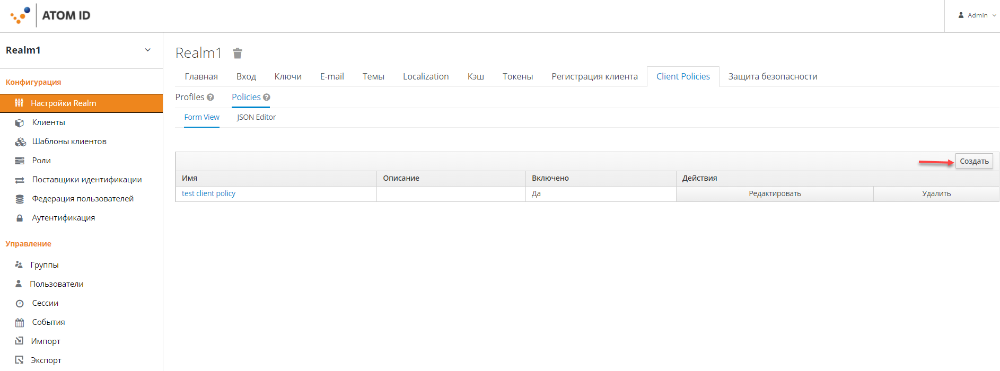 ATOM ID
Admin
Realm1
Конфигурация
Настройки Realm
Клиенты
Шаблоны клиентов
Роли
Поставщики идентификации
Федерация пользователей
Аутентификация
Управление
Группы
Пользователи
Сессии
События
Импорт
Экспорт
Realm1
Главная Вход Ключи E-mail Темы Localization Кэш Токены Регистрация клиента Client Policies Защита безопасности
Profiles Policies
Form View JSON Editor
Создать
Имя Описание Включено Действия
test client policy Да Редактировать Удалить